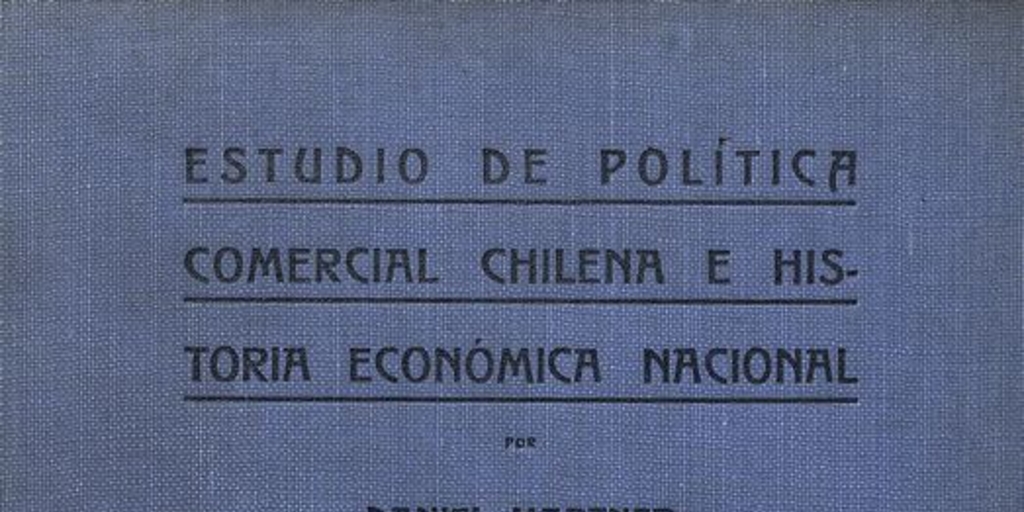 ESTUDIO DE POLÍTICA
COMERCIAL CHILENA E HIS-
TORIA ECONÓMICA NACIONAL
POR